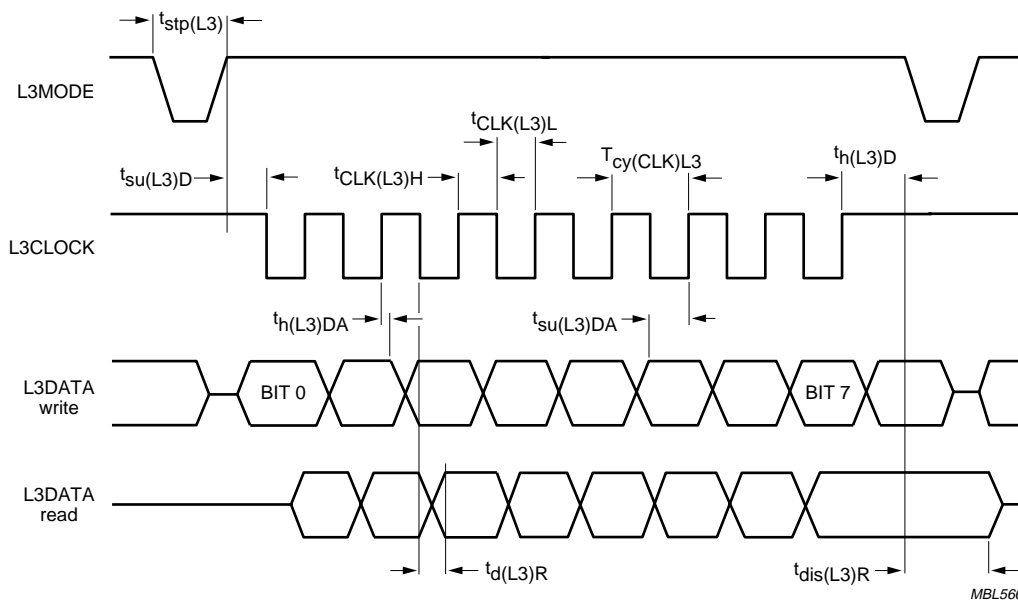 tstp(L3)
L3MODE
tCLK(L3)L
tsu(L3)D
tCLK(L3)H
Tcy(CLK)L3
th(L3)D
L3CLOCK
th(L3)DA
tsu(L3)DA
L3DATA
write
BIT 0
BIT 7
L3DATA
read
td(L3)R
tdis(L3)R
MBL566